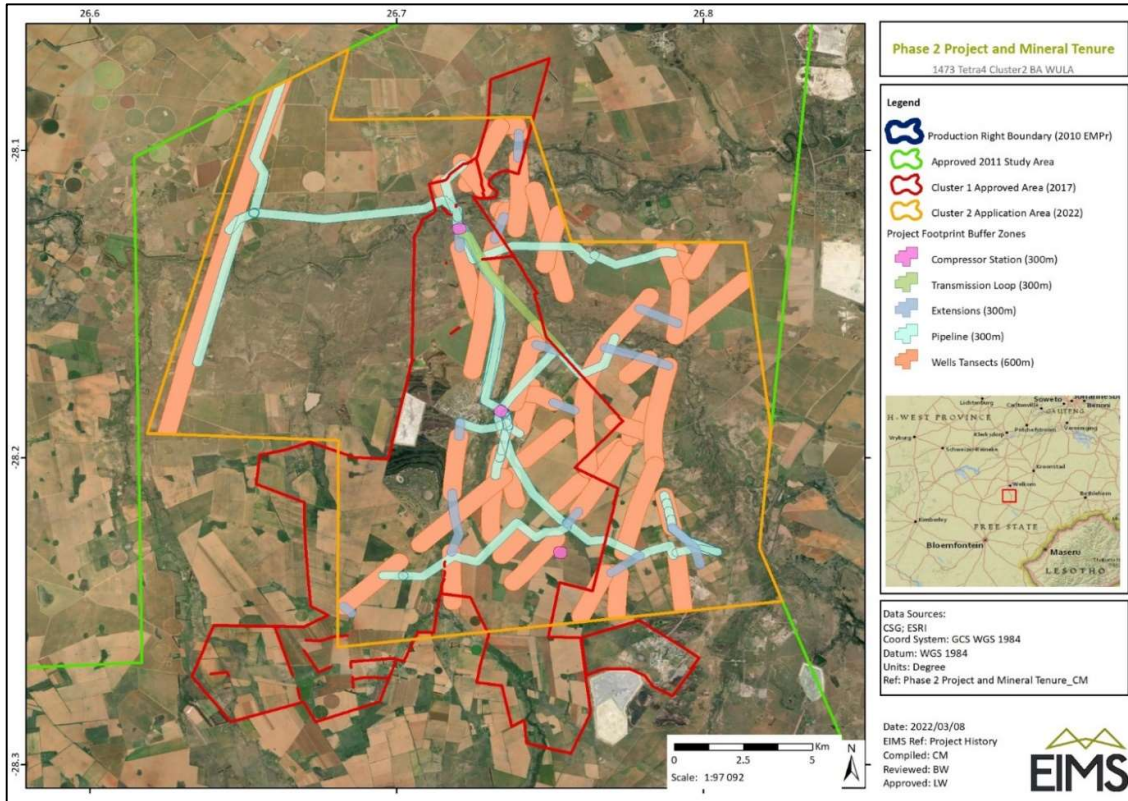 26.6
26.7
26.8
-28.1
-28.2
-28.3
Phase 2 Project and Mineral Tenure
1473 Tetra4 Cluster2 BA WULA
Legend
Production Right Boundary (2010 EMPr)
Approved 2011 Study Area
Cluster 1 Approved Area (2017)
Cluster 2 Application Area (2022)
Project Footprint Buffer Zones
Compressor Station (300m)
Transmission Loop (300m)
Extensions (300m)
Pipeline (300m)
Wells Tansects (600m)
Lichtenburg
Carltonville
Soweto
Johannesburg
Benoni
GAUTENG
H-WEST PROVINCE
Vryburg
Klerksdorp
Potchefstroom
Vereeniging
Schweizer-Reneke
Kroonstad
Welkom
Bethlehem
Kimberley
FREE STATE
Bloemfontein
Maseru
LESOTHO
Data Sources:
CSG; ESRI
Coord System: GCS WGS 1984
Datum: WGS 1984
Units: Degree
Ref: Phase 2 Project and Mineral Tenure_CM
Date: 2022/03/08
EIMS Ref: Project History
Compiled: CM
Reviewed: BW
Approved: LW
EIMS
0 2.5 5 Km
N
Scale: 1:97 092